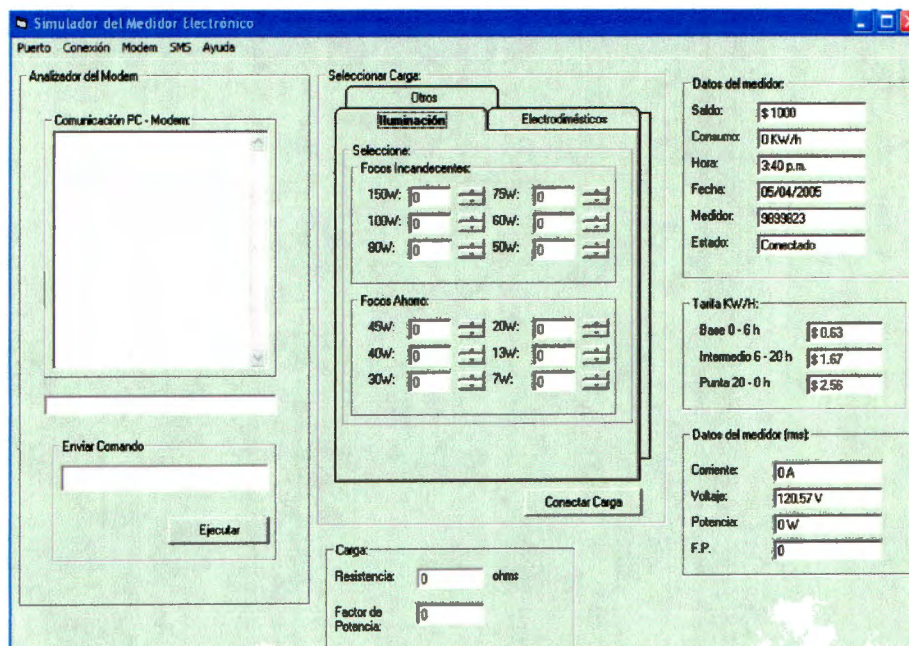 Simulador del Medidor Electrónico
Puerto Conexión Modem SMS Ayuda
Analizador del Modem
Comunicación PC - Modem:
Enviar Comando
Ejecutar
Seleccionar Carga:
Otros
Iluminación
Electrodimésticos
Seleccione:
Focos Incandecentes:
150W: 0 75W: 0
100W: 0 60W: 0
80W: 0 50W: 0
Focos Ahorro:
45W: 0 20W: 0
40W: 0 13W: 0
30W: 0 7W: 0
Conectar Carga
Carga:
Resistencia: 0 ohms
Factor de Potencia: 0
Datos del medidor:
Saldo: $ 1000
Consumo: 0 KW/h
Hora: 3:40 p.m.
Fecha: 05/04/2005
Medidor: 9899823
Estado: Conectado
Tarifa KW/H:
Base 0 - 6 h $ 0.63
Intermedio 6 - 20 h $ 1.67
Punta 20 - 0 h $ 2.56
Datos del medidor (rms):
Corriente: 0 A
Voltaje: 120.57 V
Potencia: 0 W
F.P. 0